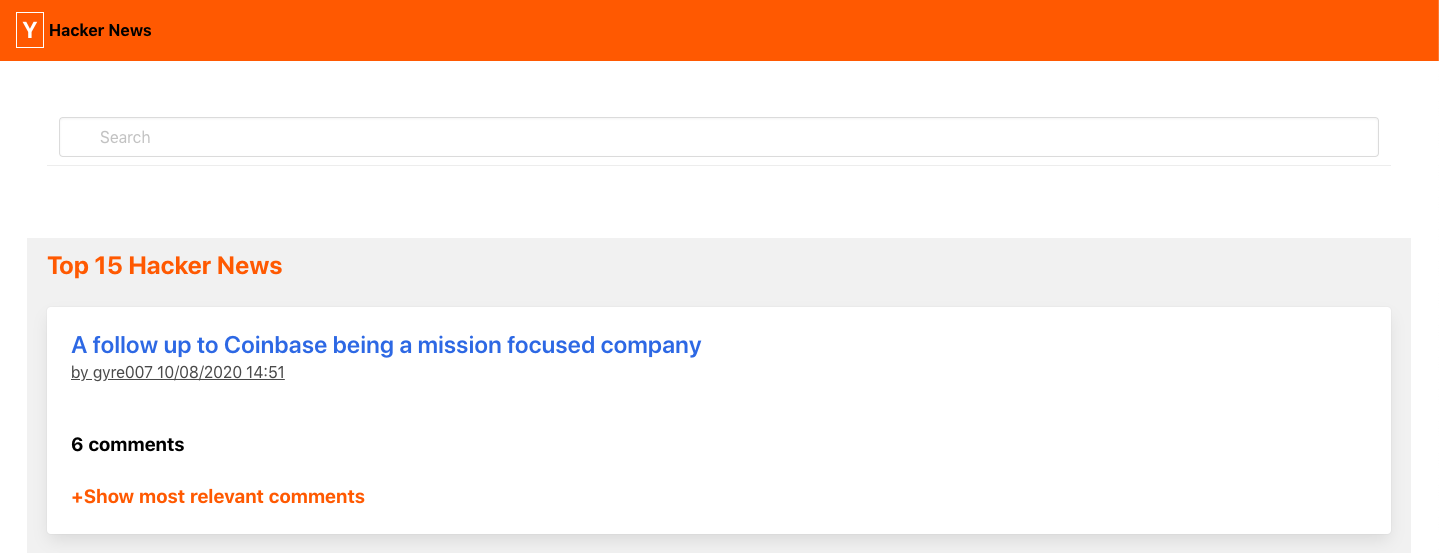 Y Hacker News
Search
Top 15 Hacker News
A follow up to Coinbase being a mission focused company
by gyre007 10/08/2020 14:51
6 comments
+Show most relevant comments